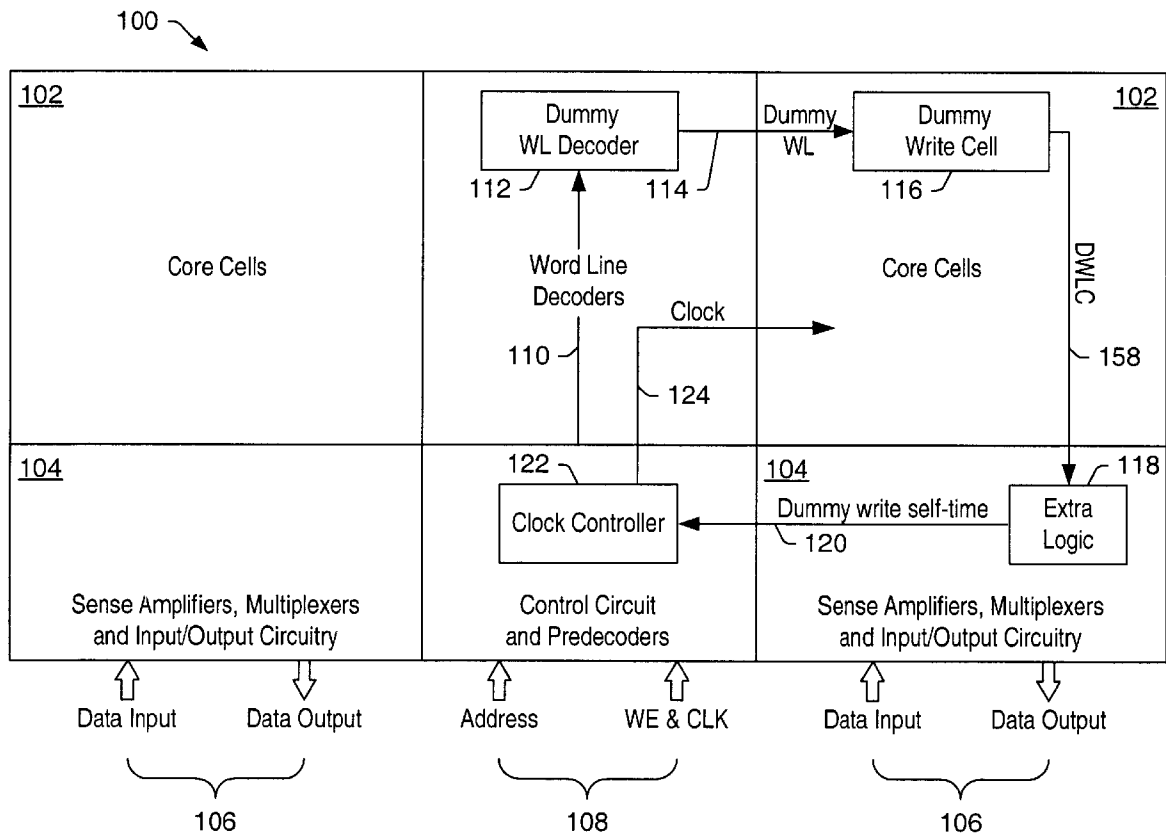 100
102
102
Dummy
WL Decoder
112
114
Dummy
WL
Dummy
Write Cell
116
Core Cells
Word Line
Decoders
Core Cells
DWLC
Clock
110
124
158
104
122
104
118
Clock Controller
Dummy write self-time
120
Extra
Logic
Sense Amplifiers, Multiplexers
and Input/Output Circuitry
Control Circuit
and Predecoders
Sense Amplifiers, Multiplexers
and Input/Output Circuitry
Data Input
Data Output
Address
WE & CLK
Data Input
Data Output
106
108
106